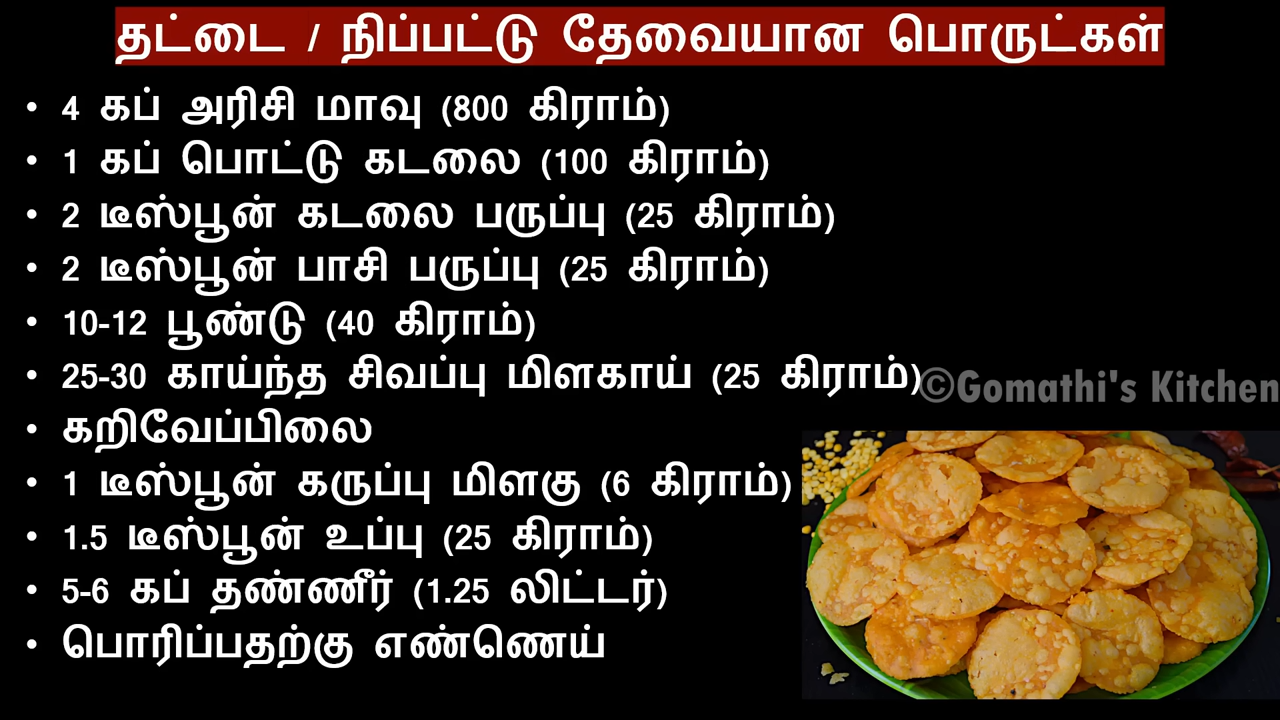 தட்டை / நிப்பட்டு தேவையான பொருட்கள்
• 4 கப் அரிசி மாவு (800 கிராம்)
• 1 கப் பொட்டு கடலை (100 கிராம்)
• 2 டீஸ்பூன் கடலை பருப்பு (25 கிராம்)
• 2 டீஸ்பூன் பாசி பருப்பு (25 கிராம்)
• 10-12 பூண்டு (40 கிராம்)
• 25-30 காய்ந்த சிவப்பு மிளகாய் (25 கிராம்)
©Gomathi's Kitchen
• கறிவேப்பிலை
• 1 டீஸ்பூன் கருப்பு மிளகு (6 கிராம்)
• 1.5 டீஸ்பூன் உப்பு (25 கிராம்)
• 5-6 கப் தண்ணீர் (1.25 லிட்டர்)
• பொரிப்பதற்கு எண்ணெய்